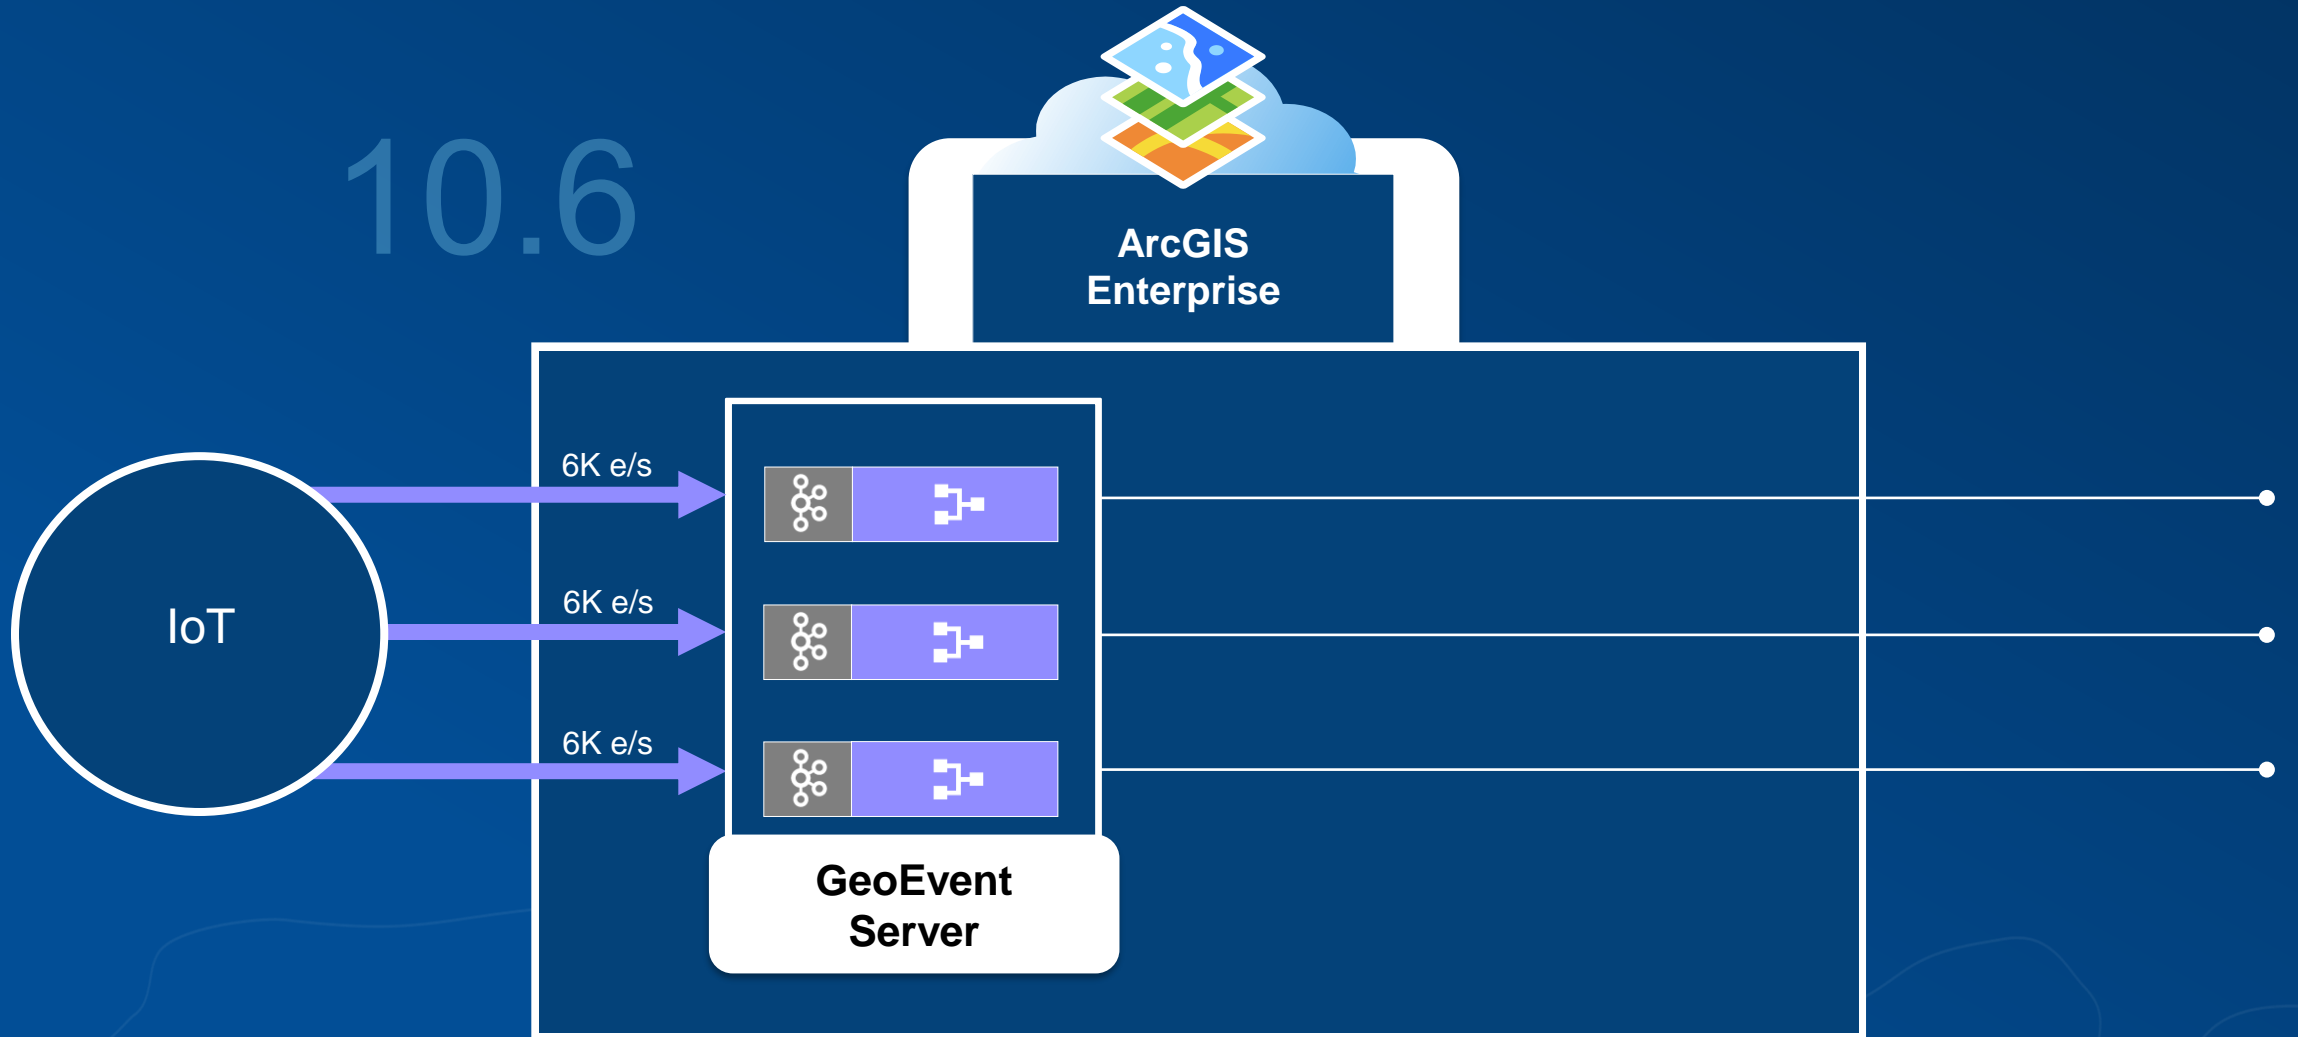 10.6
ArcGIS
Enterprise
6K e/s
6K e/s
IoT
6K e/s
GeoEvent
Server